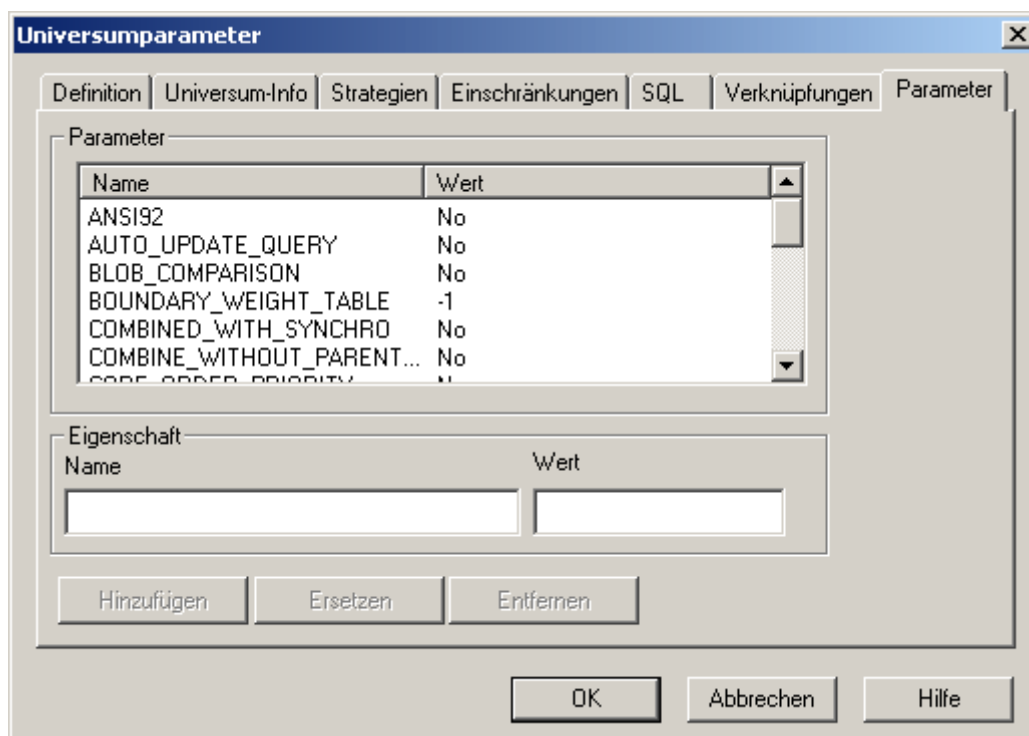 Universumparameter
Definition Universum-Info Strategien Einschränkungen SQL Verknüpfungen Parameter
Parameter
Name Wert
ANSI92 No
AUTO_UPDATE_QUERY No
BLOB_COMPARISON No
BOUNDARY_WEIGHT_TABLE -1
COMBINED_WITH_SYNCHRO No
COMBINE_WITHOUT_PARENT... No
Eigenschaft
Name Wert
Hinzufügen Ersetzen Entfernen
OK Abbrechen Hilfe